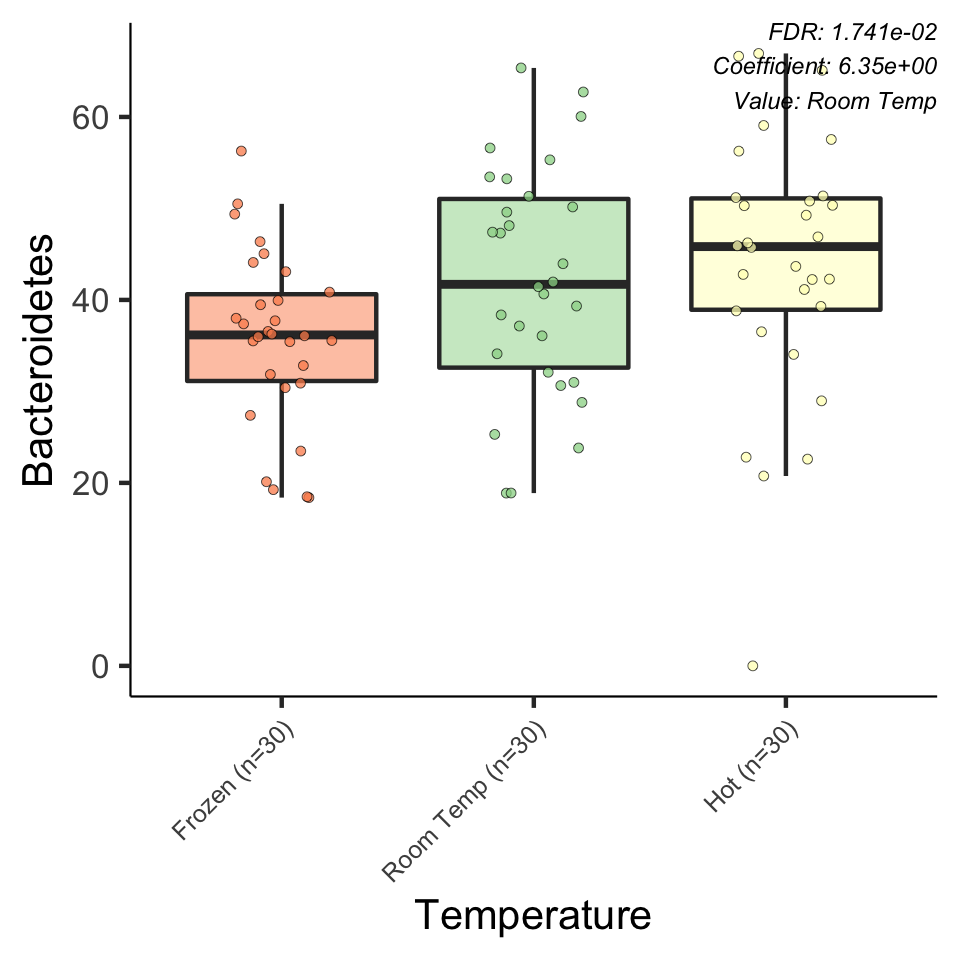 FDR: 1.741e-02
Coefficient: 6.35e+00
Value: Room Temp
Bacteroidetes
60
40
20
0
Frozen (n=30)
Room Temp (n=30)
Hot (n=30)
Temperature